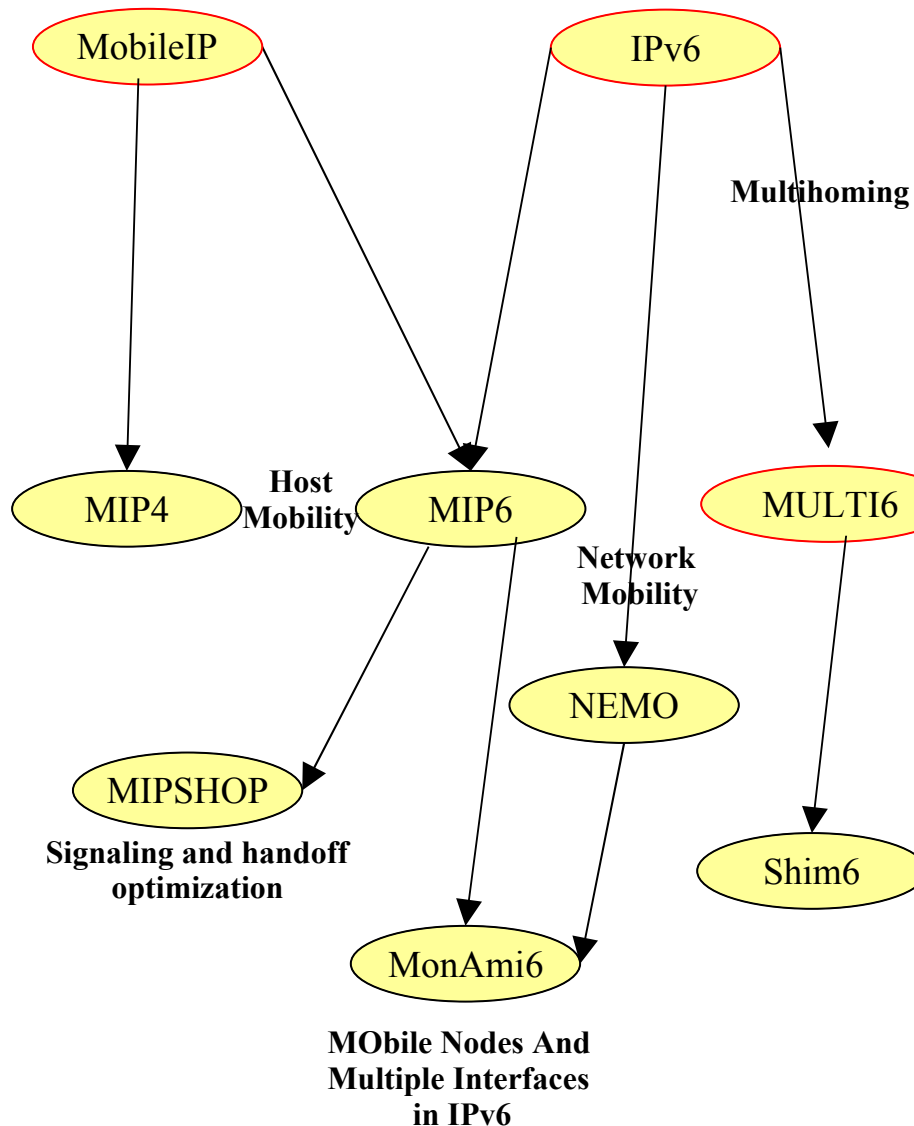 MobileIP
IPv6
Multihoming
MIP4
Host
Mobility
MIP6
MULTI6
Network
Mobility
NEMO
MIPSHOP
Signaling and handoff
optimization
Shim6
MonAmi6
MObile Nodes And
Multiple Interfaces
in IPv6